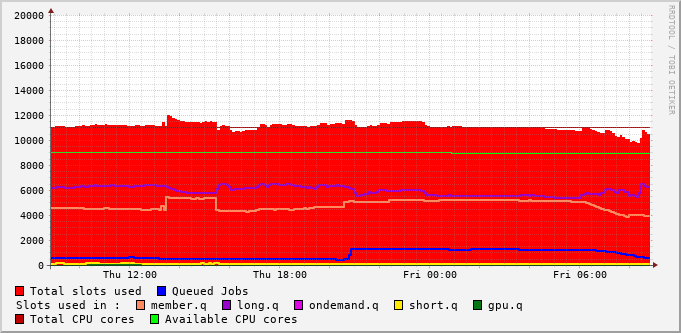 RRDTOOL / TOBI OETIKER
20000
18000
16000
14000
12000
10000
8000
6000
4000
2000
0
Thu 12:00 Thu 18:00 Fri 00:00 Fri 06:00
Total slots used Queued Jobs
Slots used in : member.q long.q ondemand.q short.q gpu.q
Total CPU cores Available CPU cores